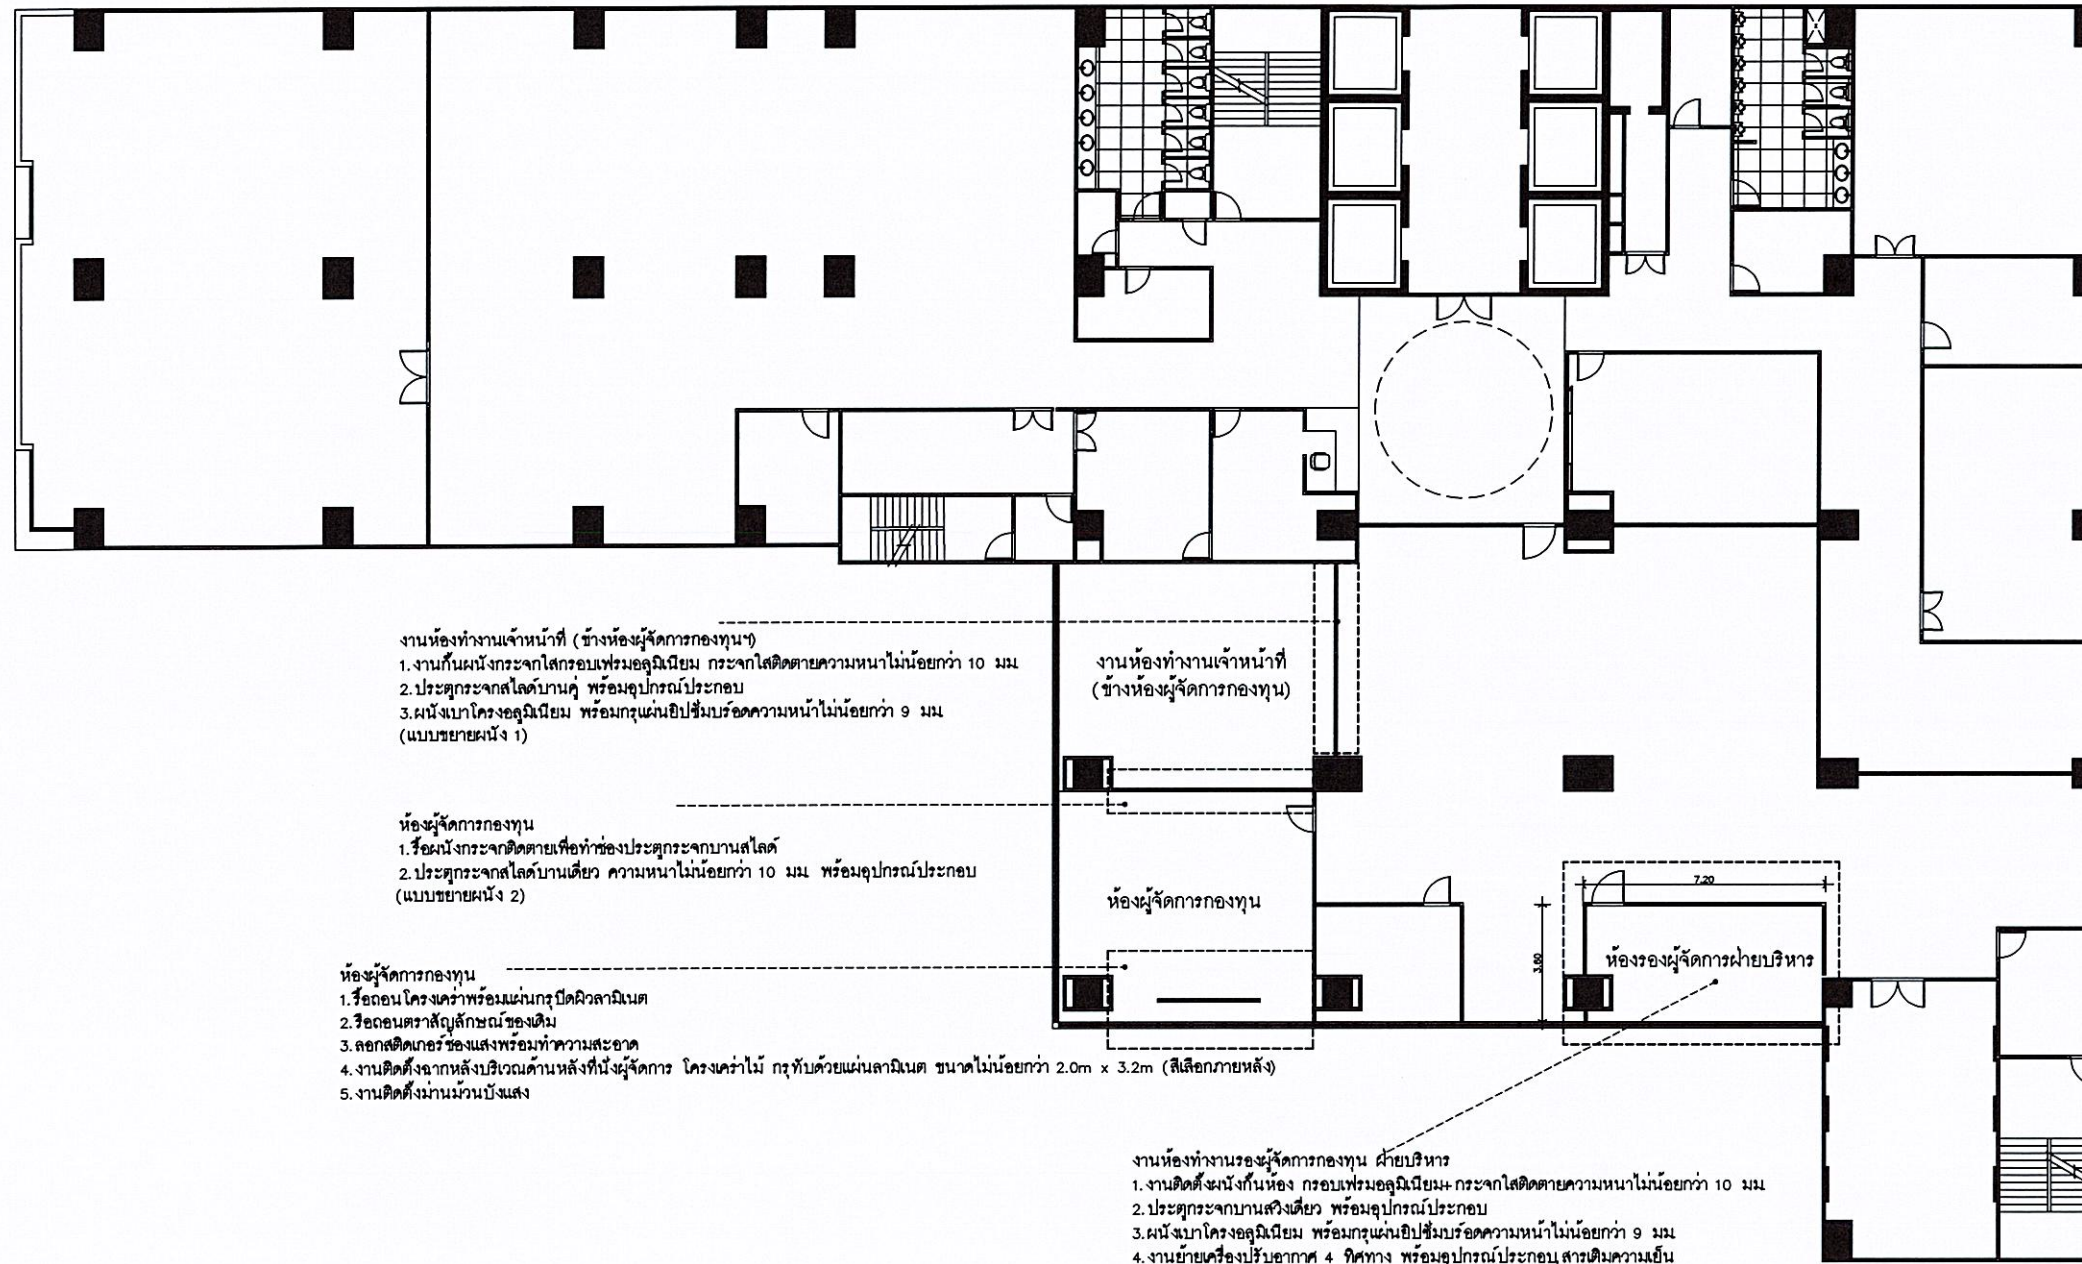 งานห้องทำงานเจ้าหน้าที่ (ข้างห้องผู้จัดการกองทุนฯ)
1.งานกั้นผนังกระจกใสกรอบเฟรมอลูมิเนียม กระจกใสติดตายความหนาไม่น้อยกว่า 10 มม.
2.ประตูกระจกสไลด์บานคู่ พร้อมอุปกรณ์ประกอบ
3.ผนังเบาโครงอลูมิเนียม พร้อมกรุแผ่นยิปซั่มบร์อดความหน้าไม่น้อยกว่า 9 มม.
(แบบขยายผนัง 1)
งานห้องทำงานเจ้าหน้าที่
(ข้างห้องผู้จัดการกองทุน)
ห้องผู้จัดการกองทุน
1.รื้อผนังกระจกติดตายเพื่อทำช่องประตูกระจกบานสไลด์
2.ประตูกระจกสไลด์บานเดี่ยว ความหนาไม่น้อยกว่า 10 มม. พร้อมอุปกรณ์ประกอบ
(แบบขยายผนัง 2)
ห้องผู้จัดการกองทุน
7.20
3.60
ห้องรองผู้จัดการฝ่ายบริหาร
ห้องผู้จัดการกองทุน
1.รื้อถอนโครงเคร่าพร้อมแผ่นกรุปิดผิวลามิเนต
2.รื้อถอนตราสัญลักษณ์ของเดิม
3.ลอกสติดเกอร์ช่องแสงพร้อมทำความสะอาด
4.งานติดตั้งฉากหลังบริเวณด้านหลังที่นั่งผู้จัดการ โครงเคร่าไม้ กรุทับด้วยแผ่นลามิเนต ขนาดไม่น้อยกว่า 2.0m x 3.2m (สีเลือกภายหลัง)
5.งานติดตั้งม่านม้วนบังแสง
งานห้องทำงานรองผู้จัดการกองทุน ฝ่ายบริหาร
1.งานติดตั้งผนังกั้นห้อง กรอบเฟรมอลูมิเนียม+กระจกใสติดตายความหนาไม่น้อยกว่า 10 มม.
2.ประตูกระจกบานสวิงเดี่ยว พร้อมอุปกรณ์ประกอบ
3.ผนังเบาโครงอลูมิเนียม พร้อมกรุแผ่นยิปซั่มบร์อดความหน้าไม่น้อยกว่า 9 มม.
4.งานย้ายเครื่องปรับอากาศ 4 ทิศทาง พร้อมอุปกรณ์ประกอบ,สารเติมความเย็น